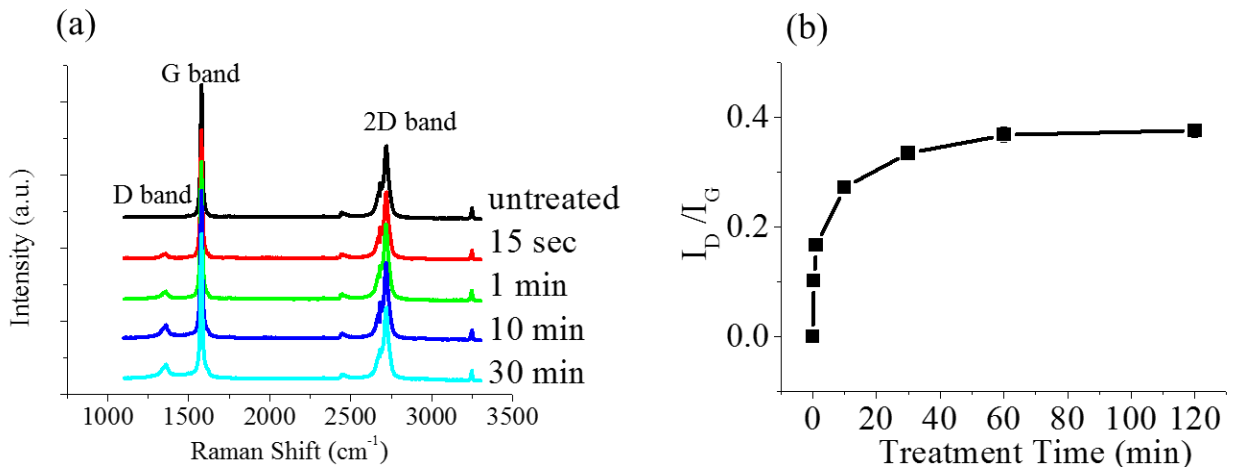 (a)
G band
2D band
D band
untreated
15 sec
1 min
10 min
30 min
Intensity (a.u.)
1000 1500 2000 2500 3000 3500
Raman Shift (cm⁻¹)
(b)
0.4
0.2
0.0
I_D /I_G
0 20 40 60 80 100 120
Treatment Time (min)